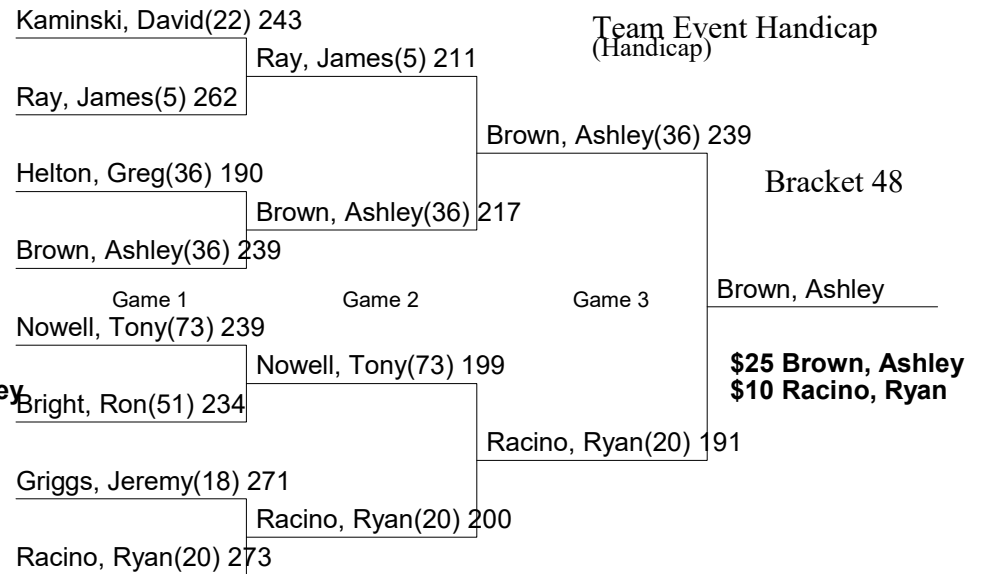 Kaminski, David(22) 243
Team Event Handicap
(Handicap)
Ray, James(5) 211
Ray, James(5) 262
Brown, Ashley(36) 239
Helton, Greg(36) 190
Bracket 48
Brown, Ashley(36) 217
Brown, Ashley(36) 239
Game 1
Game 2
Game 3
Brown, Ashley
Nowell, Tony(73) 239
Nowell, Tony(73) 199
$25 Brown, Ashley
$10 Racino, Ryan
ey
Bright, Ron(51) 234
Racino, Ryan(20) 191
Griggs, Jeremy(18) 271
Racino, Ryan(20) 200
Racino, Ryan(20) 273